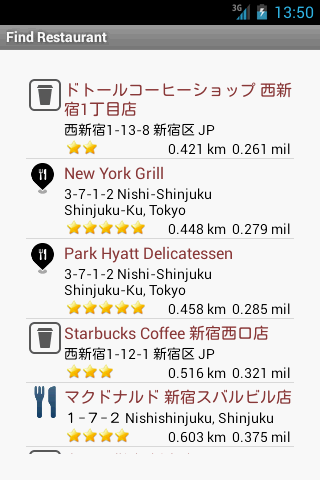 3G 13:50
Find Restaurant
ドトールコーヒーショップ 西新
宿1丁目店
西新宿1-13-8 新宿区 JP
0.421 km 0.261 mil
New York Grill
3-7-1-2 Nishi-Shinjuku
Shinjuku-Ku, Tokyo
0.448 km 0.279 mil
Park Hyatt Delicatessen
3-7-1-2 Nishi-Shinjuku
Shinjuku-Ku, Tokyo
0.458 km 0.285 mil
Starbucks Coffee 新宿西口店
西新宿1-12-1 新宿区 JP
0.516 km 0.321 mil
マクドナルド 新宿スバルビル店
１−７−２ Nishishinjuku, Shinjuku
0.603 km 0.375 mil